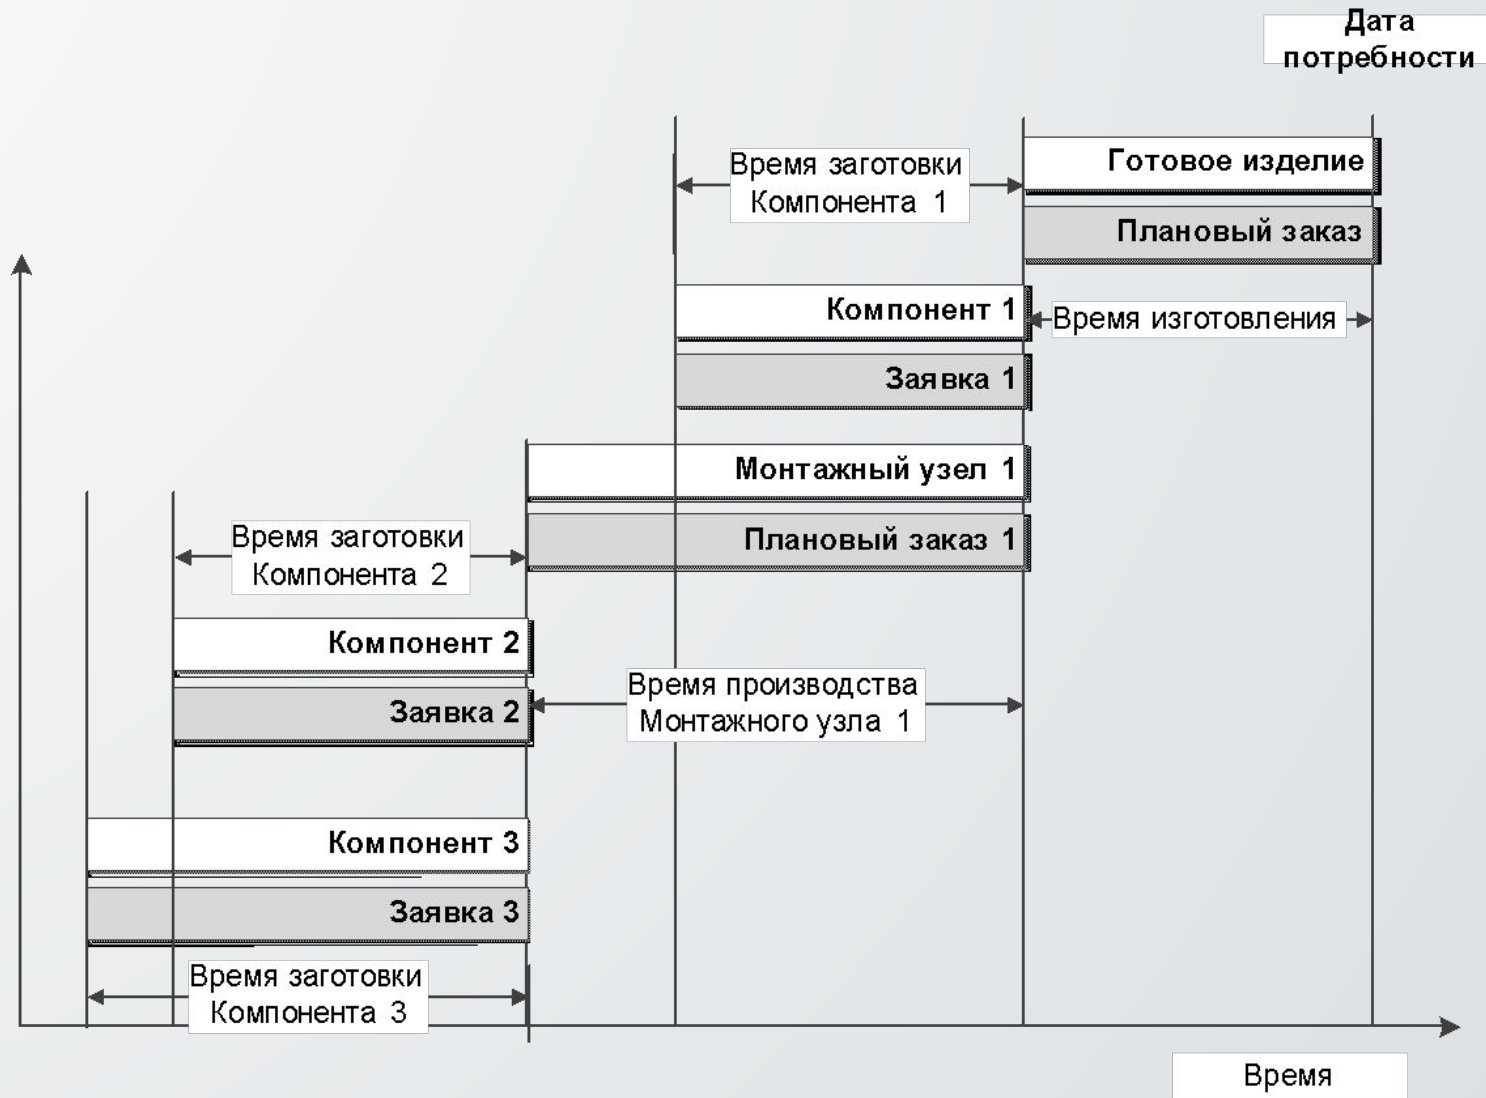 Дата
потребности
Время заготовки
Компонента 1
Готовое изделие
Плановый заказ
Компонент 1
Время изготовления
Заявка 1
Монтажный узел 1
Время заготовки
Компонента 2
Плановый заказ 1
Компонент 2
Время производства
Монтажного узла 1
Заявка 2
Компонент 3
Заявка 3
Время заготовки
Компонента 3
Время